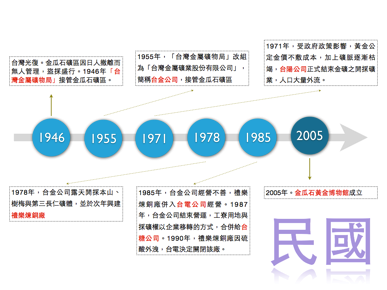 台灣光復。金瓜石礦區因日人撤離而
無人管理，盜採盛行。1946年「台
灣金屬礦物局」接管金瓜石礦區。
1955年，「台灣金屬礦物局」改組
為「台灣金屬礦業股份有限公司」，
簡稱台金公司，接管金瓜石礦區
1971年，受政府政策影響，黃金公
定金價不敷成本，加上礦脈逐漸枯
竭，台陽公司正式結束金礦之開採礦
業，人口大量外流。
1946
1955
1971
1978
1985
2005
1978年，台金公司露天開採本山、
樹梅與第三長仁礦體，並於次年興建
禮樂煉銅廠
1985年，台金公司經營不善，禮樂
煉銅廠併入台電公司經營。1987
年，台金公司結束營運，工寮用地與
採礦權以企業移轉的方式，合併給台
糖公司。1990年，禮樂煉銅廠因硫
酸外洩，台電決定關閉該廠。
2005年。金瓜石黃金博物館成立
民國